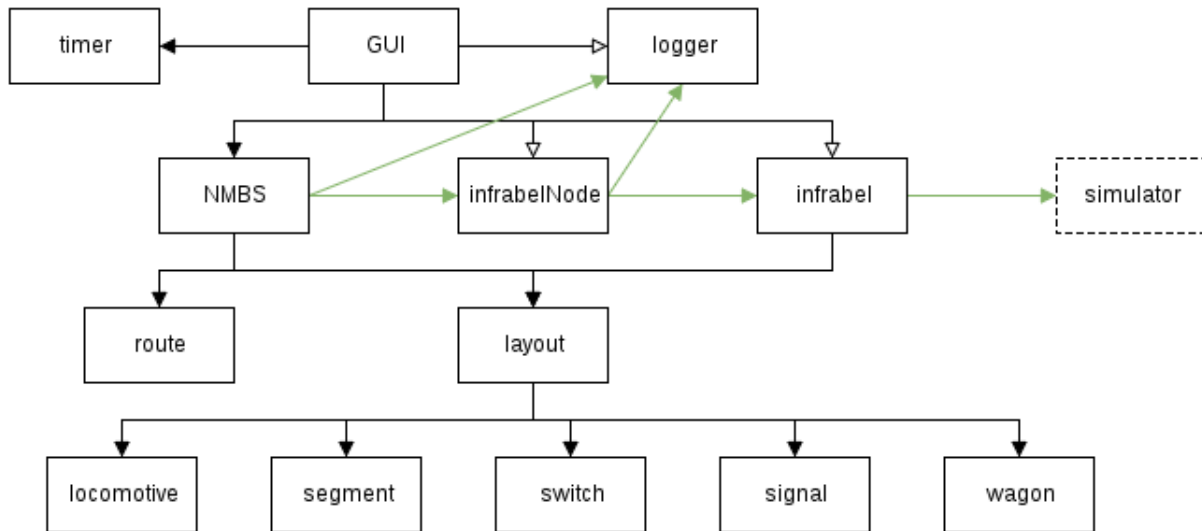 timer
GUI
logger
NMBS
infrabelNode
infrabel
simulator
route
layout
locomotive
segment
switch
signal
wagon